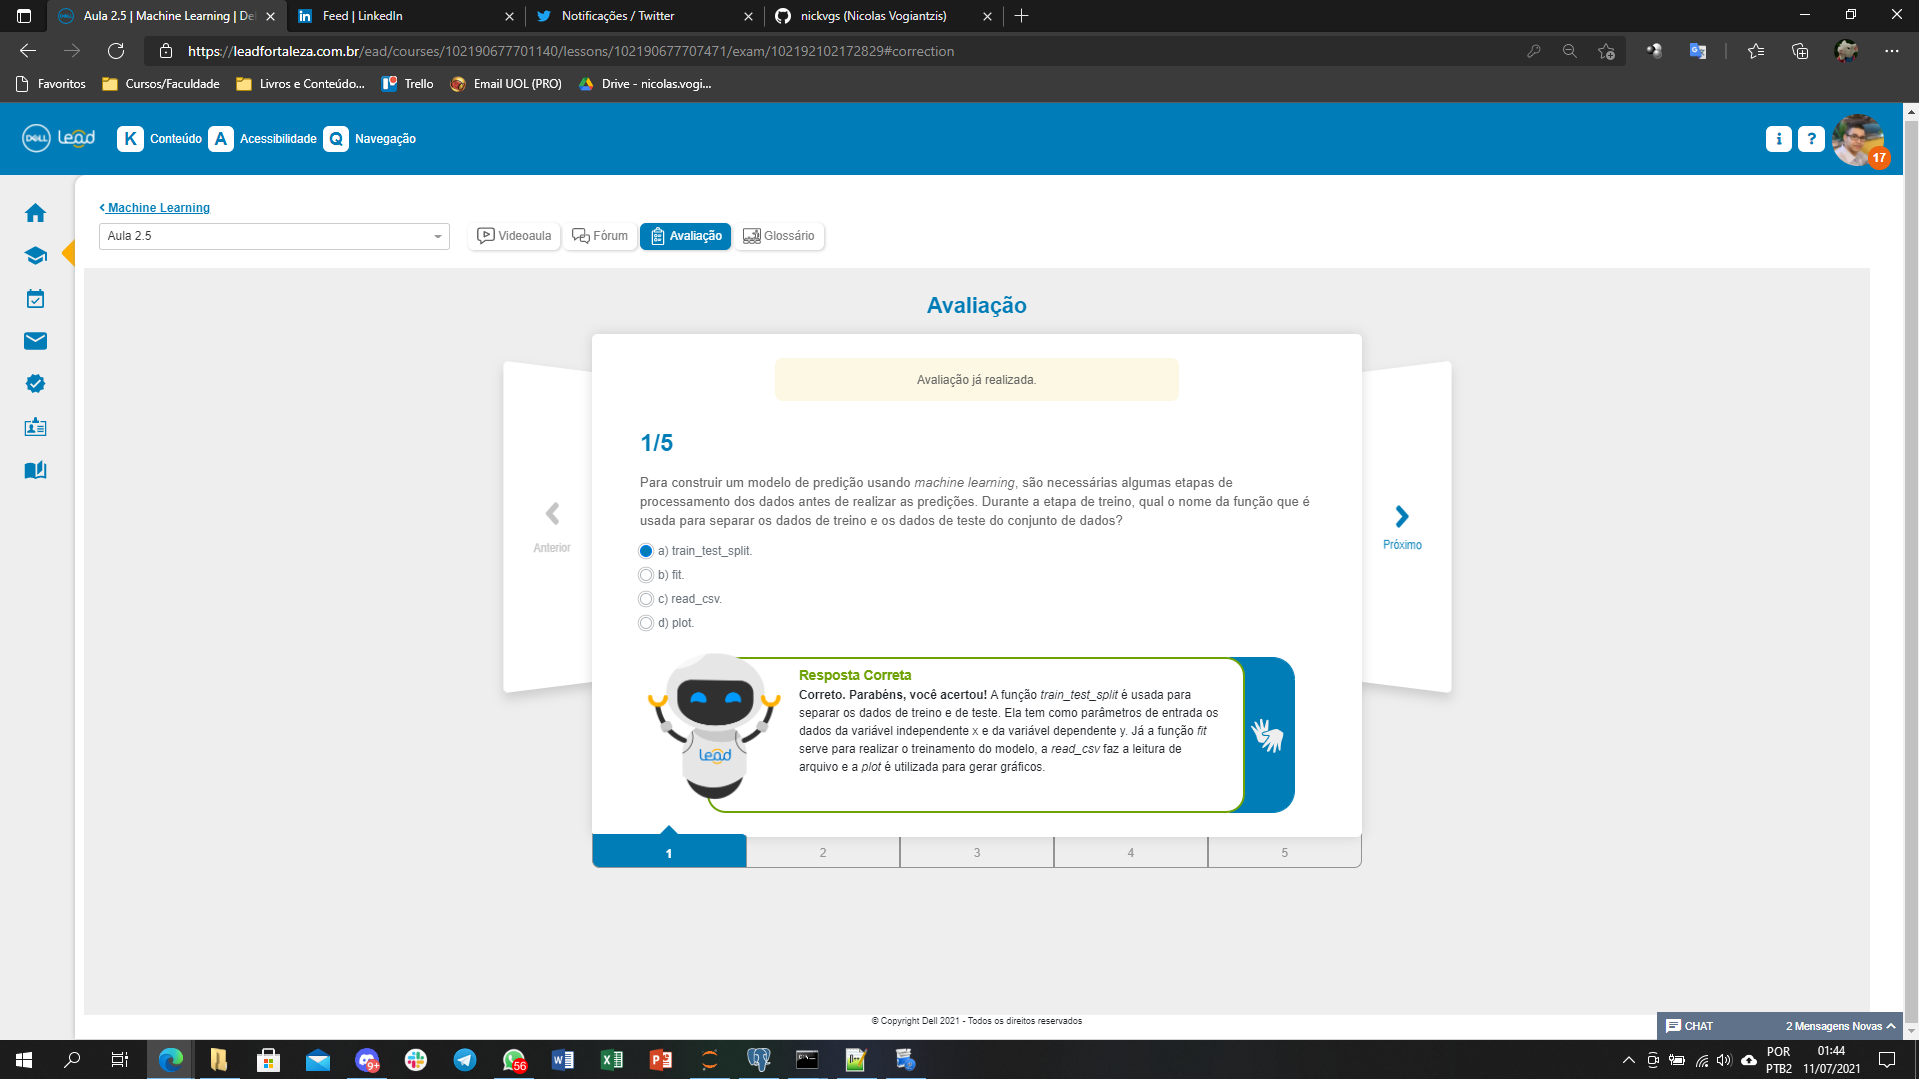 Aula 2.5 | Machine Learning | De
Feed | LinkedIn
Notificações / Twitter
nickvgs (Nicolas Vogiantzis)
https://leadfortaleza.com.br/ead/courses/102190677701140/lessons/102190677707471/exam/102192102172829#correction
Favoritos
Cursos/Faculdade
Livros e Conteúdo...
Trello
Email UOL (PRO)
Drive - nicolas.vogi...
DELL Lead
K Conteúdo A Acessibilidade Q Navegação
i ?
17
Machine Learning
Aula 2.5
Videoaula
Fórum
Avaliação
Glossário
Avaliação
Avaliação já realizada.
1/5
Para construir um modelo de predição usando machine learning, são necessárias algumas etapas de
processamento dos dados antes de realizar as predições. Durante a etapa de treino, qual o nome da função que é
usada para separar os dados de treino e os dados de teste do conjunto de dados?
Anterior
Próximo
a) train_test_split.
b) fit.
c) read_csv.
d) plot.
Lead
Resposta Correta
Correto. Parabéns, você acertou! A função train_test_split é usada para
separar os dados de treino e de teste. Ela tem como parâmetros de entrada os
dados da variável independente x e da variável dependente y. Já a função fit
serve para realizar o treinamento do modelo, a read_csv faz a leitura de
arquivo e a plot é utilizada para gerar gráficos.
1 2 3 4 5
© Copyright Dell 2021 - Todos os direitos reservados
CHAT
2 Mensagens Novas
9+
56
POR
PTB2
01:44
11/07/2021